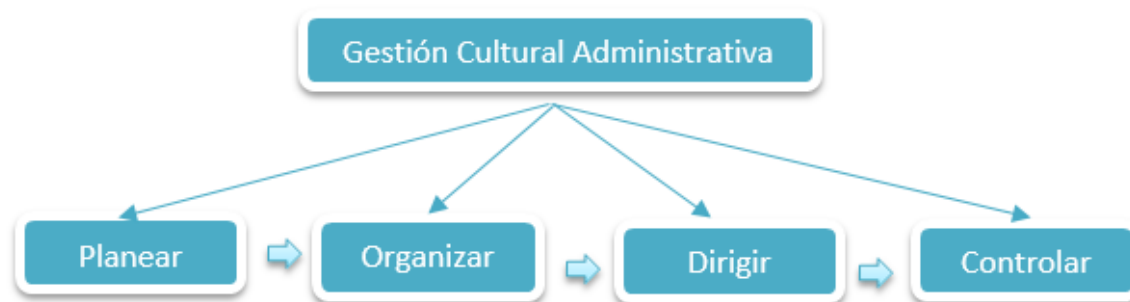 Gestión Cultural Administrativa
Planear
Organizar
Dirigir
Controlar